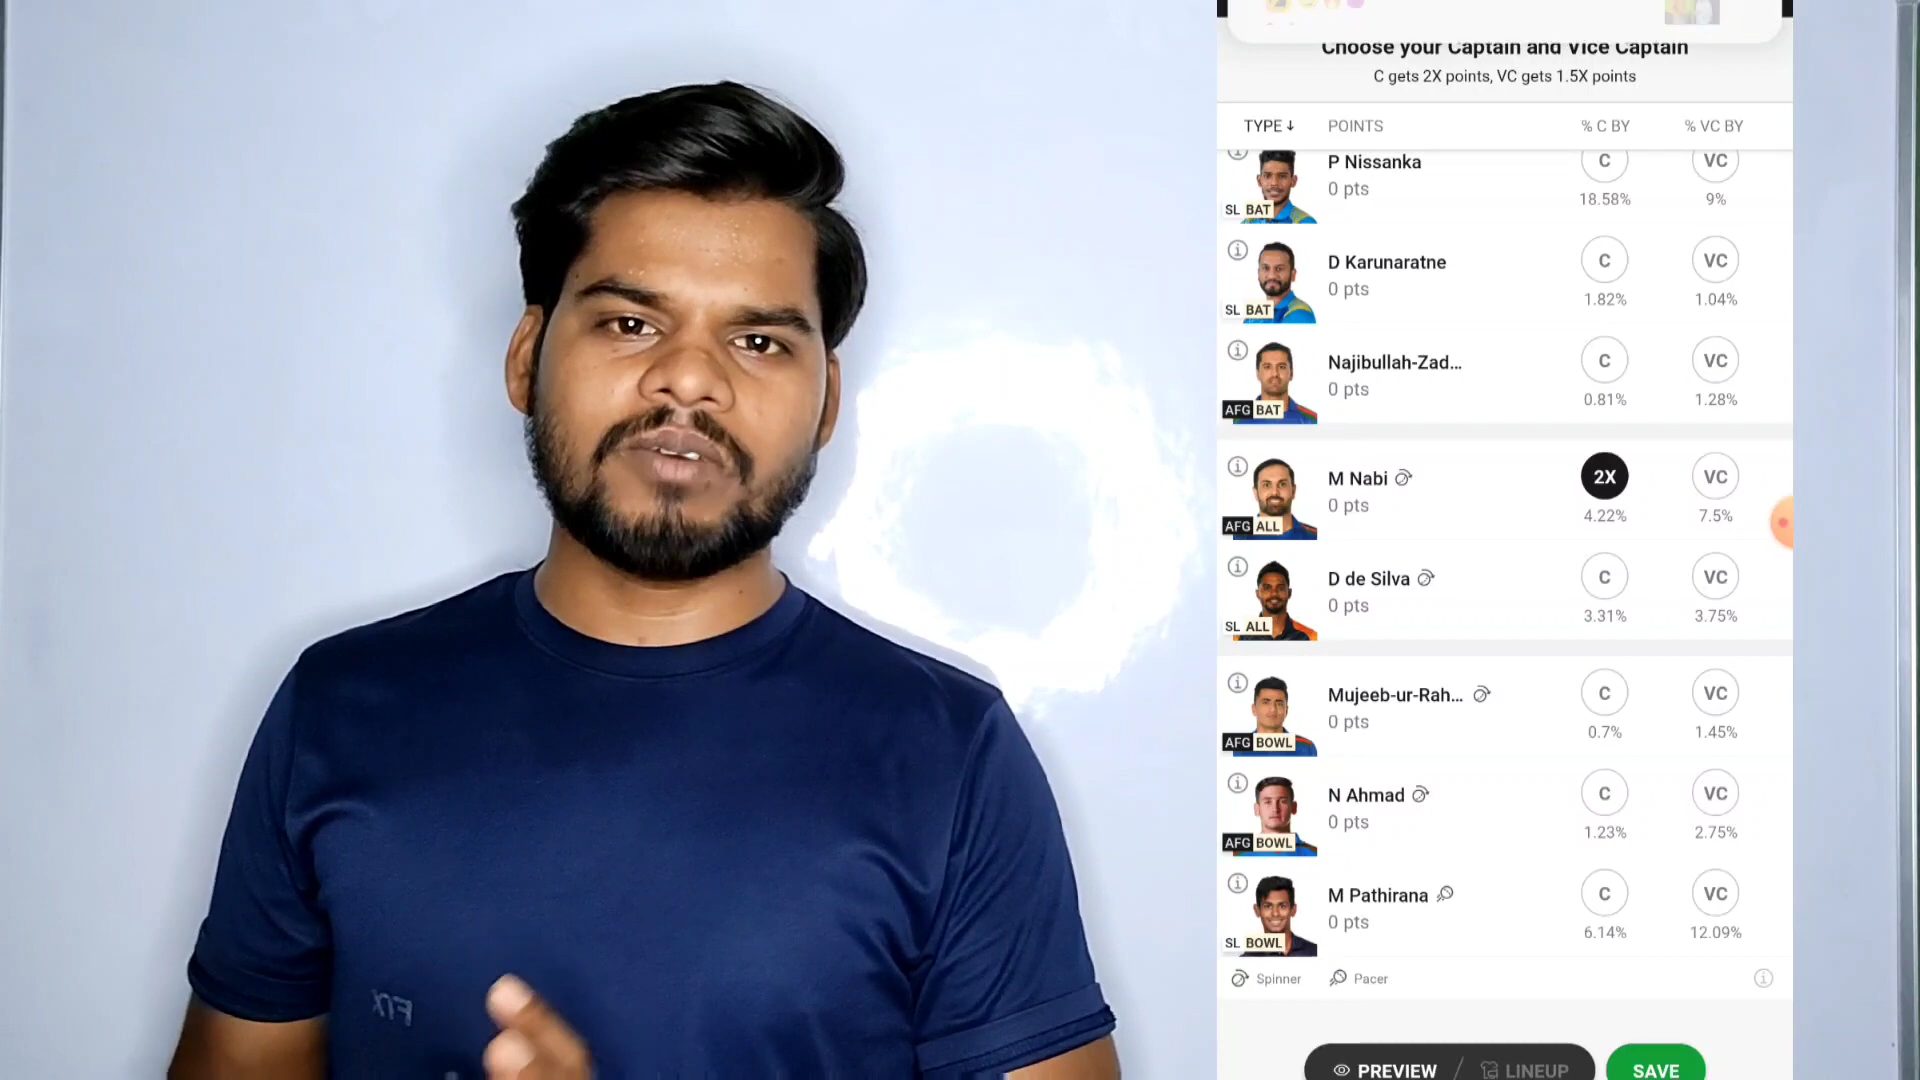 Choose your Captain and Vice Captain
C gets 2X points, VC gets 1.5X points
TYPE↓ POINTS % C BY % VC BY
P Nissanka C VC
0 pts
SL BAT 18.58% 9%
D Karunaratne C VC
0 pts
SL BAT 1.82% 1.04%
Najibullah-Zad... C VC
0 pts
AFG BAT 0.81% 1.28%
M Nabi 2X VC
0 pts
AFG ALL 4.22% 7.5%
D de Silva C VC
0 pts
SL ALL 3.31% 3.75%
Mujeeb-ur-Rah... C VC
0 pts
AFG BOWL 0.7% 1.45%
N Ahmad C VC
0 pts
AFG BOWL 1.23% 2.75%
M Pathirana C VC
0 pts
SL BOWL 6.14% 12.09%
Spinner Pacer
PREVIEW / LINEUP SAVE